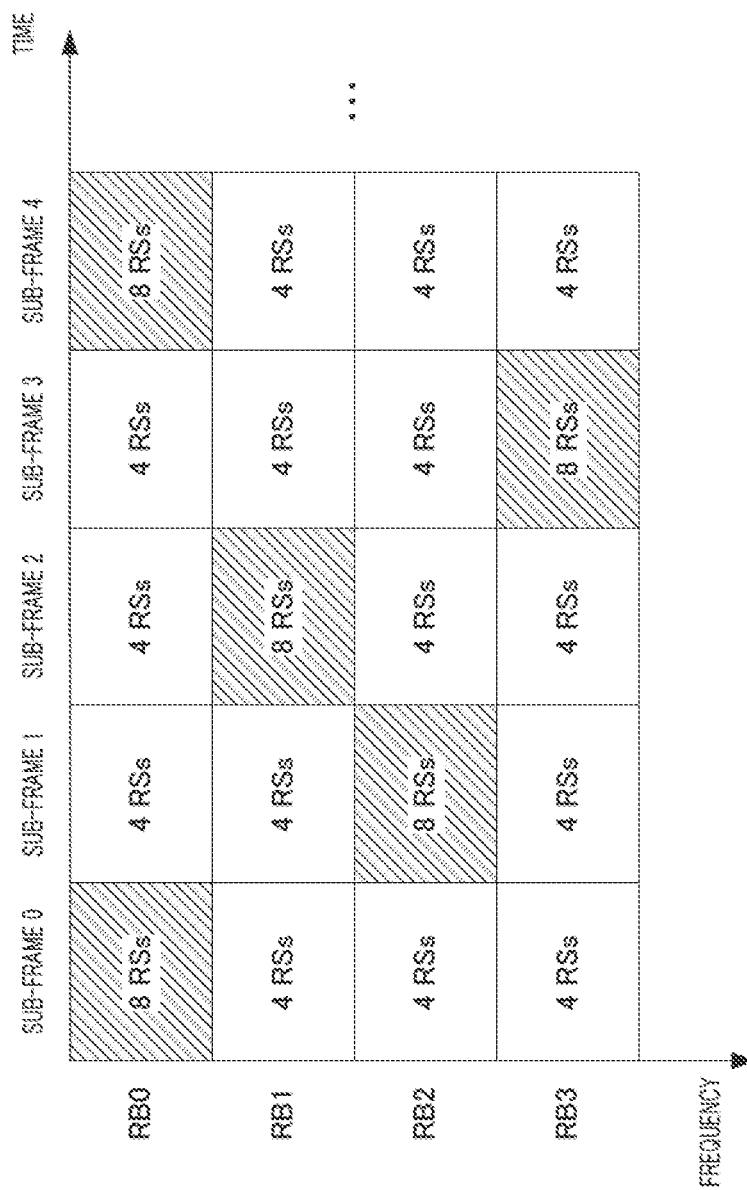 TIME
SUB-FRAME 0 SUB-FRAME 1 SUB-FRAME 2 SUB-FRAME 3 SUB-FRAME 4
RB0 8 RSs 4 RSs 4 RSs 4 RSs 8 RSs
RB1 4 RSs 4 RSs 8 RSs 4 RSs 4 RSs
...
RB2 4 RSs 8 RSs 4 RSs 4 RSs 4 RSs
RB3 4 RSs 4 RSs 4 RSs 8 RSs 4 RSs
FREQUENCY